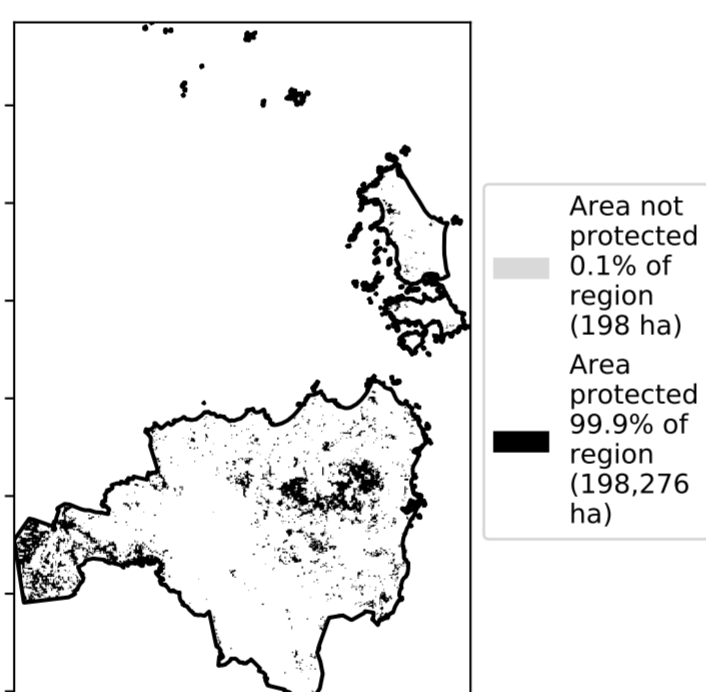 Area not
protected
0.1% of
region
(198 ha)
Area
protected
99.9% of
region
(198,276
ha)